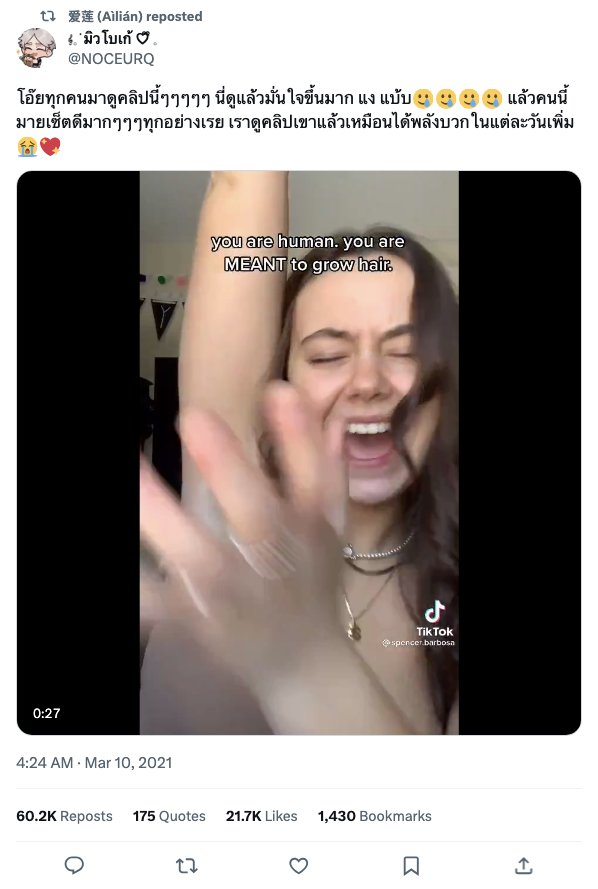 爱莲 (Aìlián) reposted
มิวโบเก้
@NOCEURQ
โอ๊ยทุกคนมาดูคลิปนี้ๆๆๆๆๆ นี่ดูแล้วมั่นใจขึ้นมาก แง แบ้บ🥲🥲🥲🥲 แล้วคนนี้
มายเซ็ตดีมากๆๆๆทุกอย่างเรย เราดูคลิปเขาแล้วเหมือนได้พลังบวกในแต่ละวันเพิ่ม
😭💖
you are human. you are
MEANT to grow hair.
TikTok
@spencer.barbosa
0:27
4:24 AM · Mar 10, 2021
60.2K Reposts 175 Quotes 21.7K Likes 1,430 Bookmarks